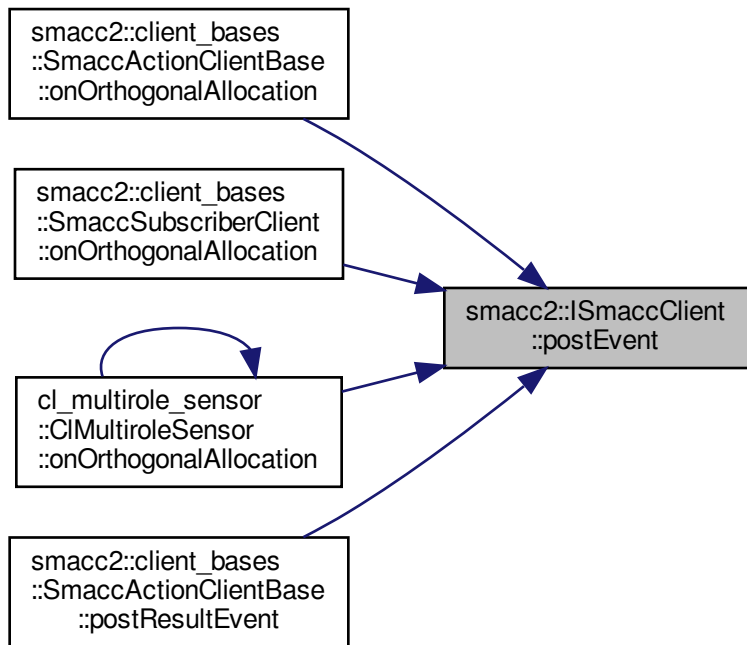 smacc2::client_bases
::SmaccActionClientBase
::onOrthogonalAllocation
smacc2::client_bases
::SmaccSubscriberClient
::onOrthogonalAllocation
smacc2::ISmaccClient
::postEvent
cl_multirole_sensor
::ClMultiroleSensor
::onOrthogonalAllocation
smacc2::client_bases
::SmaccActionClientBase
::postResultEvent